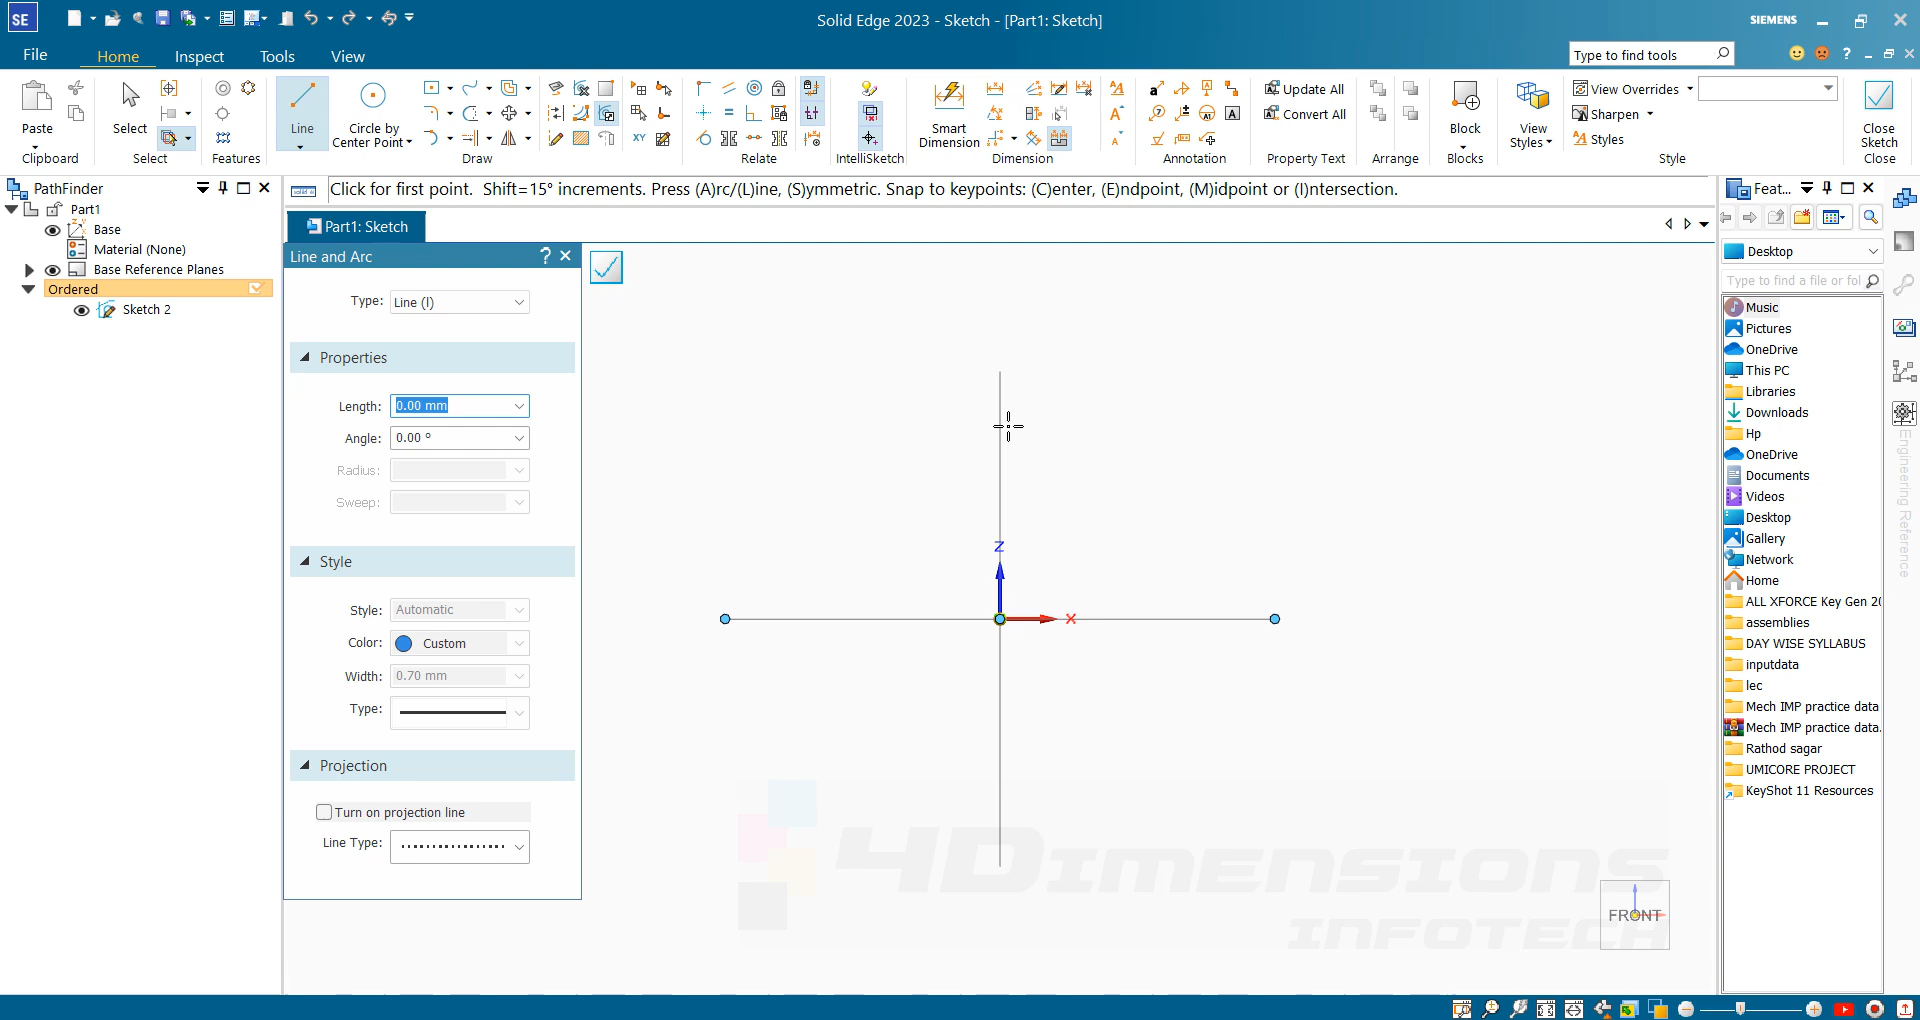 SE
Solid Edge 2023 - Sketch - [Part1: Sketch]
SIEMENS
File
Home
Inspect
Tools
View
Type to find tools
Paste
Clipboard
Select
Select
Features
Line
Circle by
Center Point
Draw
XY
Relate
IntelliSketch
Smart
Dimension
Dimension
Annotation
Update All
Convert All
Property Text
Arrange
Block
Blocks
View
Styles
View Overrides
Sharpen
Styles
Style
Close
Sketch
Close
PathFinder
Part1
Base
Material (None)
Base Reference Planes
Ordered
Sketch 2
Click for first point. Shift=15° increments. Press (A)rc/(L)ine, (S)ymmetric. Snap to keypoints: (C)enter, (E)ndpoint, (M)idpoint or (I)ntersection.
Part1: Sketch
Line and Arc
Type: Line (l)
Properties
Length: 0.00 mm
Angle: 0.00 °
Radius:
Sweep:
Style
Style: Automatic
Color: Custom
Width: 0.70 mm
Type:
Projection
Turn on projection line
Line Type:
Z
X
4DIMENSIONS
INFOTECH
FRONT
Feat...
Desktop
Type to find a file or fol
Music
Pictures
OneDrive
This PC
Libraries
Downloads
Hp
OneDrive
Documents
Videos
Desktop
Gallery
Network
Home
ALL XFORCE Key Gen 20
assemblies
DAY WISE SYLLABUS
inputdata
lec
Mech IMP practice data
Mech IMP practice data.
Rathod sagar
UMICORE PROJECT
KeyShot 11 Resources
Engineering Reference